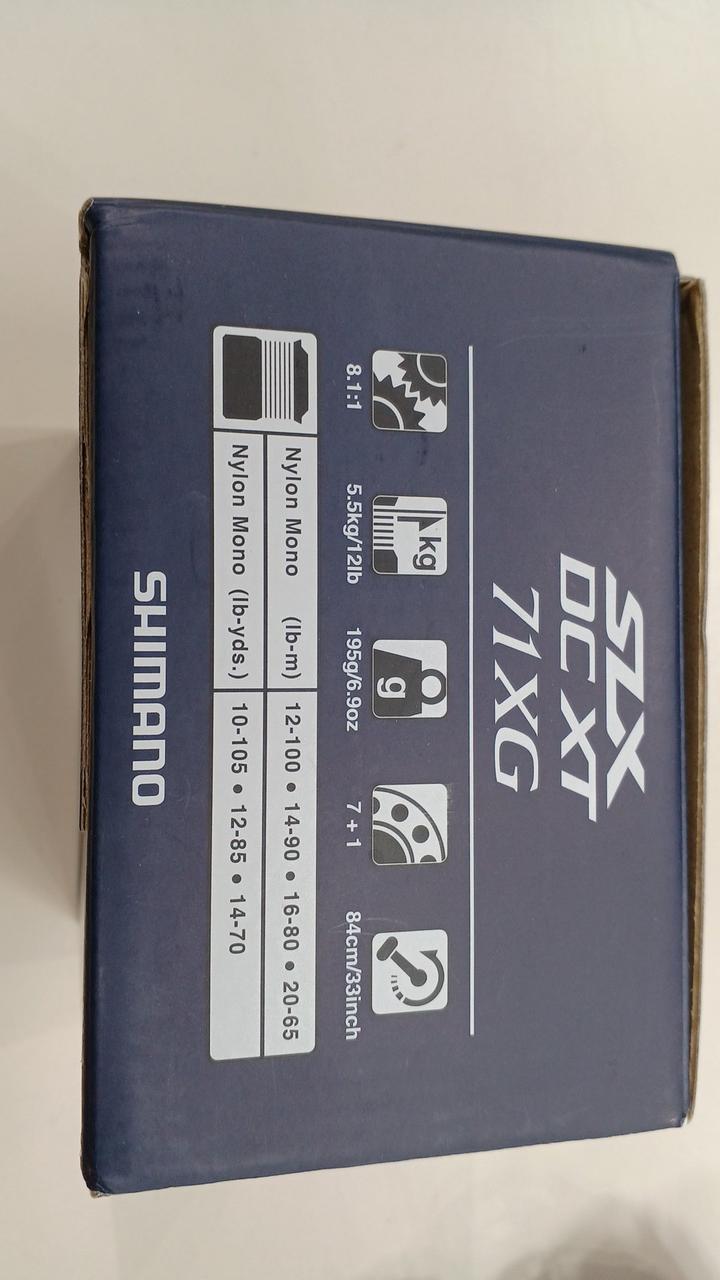 SLX
DC XT
71XG
8.1:1
kg
5.5kg/12lb
g
195g/6.9oz
7 + 1
84cm/33inch
Nylon Mono (lb-m) 12-100 • 14-90 • 16-80 • 20-65
Nylon Mono (lb-yds.) 10-105 • 12-85 • 14-70
SHIMANO